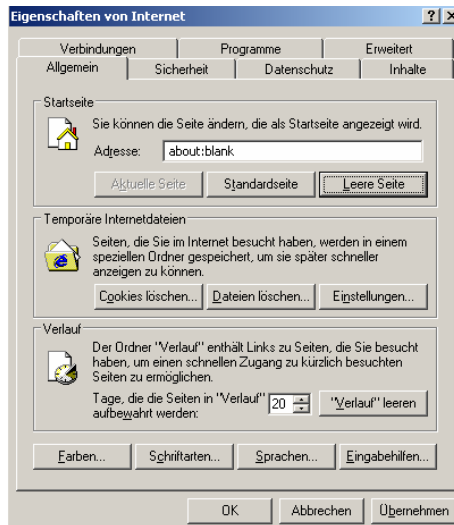 Eigenschaften von Internet
Verbindungen Programme Erweitert
Allgemein Sicherheit Datenschutz Inhalte
Startseite
Sie können die Seite ändern, die als Startseite angezeigt wird.
Adresse: about:blank
Aktuelle Seite Standardseite Leere Seite
Temporäre Internetdateien
Seiten, die Sie im Internet besucht haben, werden in einem
speziellen Ordner gespeichert, um sie später schneller
anzeigen zu können.
Cookies löschen... Dateien löschen... Einstellungen...
Verlauf
Der Ordner "Verlauf" enthält Links zu Seiten, die Sie besucht
haben, um einen schnellen Zugang zu kürzlich besuchten
Seiten zu ermöglichen.
Tage, die die Seiten in "Verlauf" 20 "Verlauf" leeren
aufbewahrt werden:
Farben... Schriftarten... Sprachen... Eingabehilfen...
OK Abbrechen Übernehmen